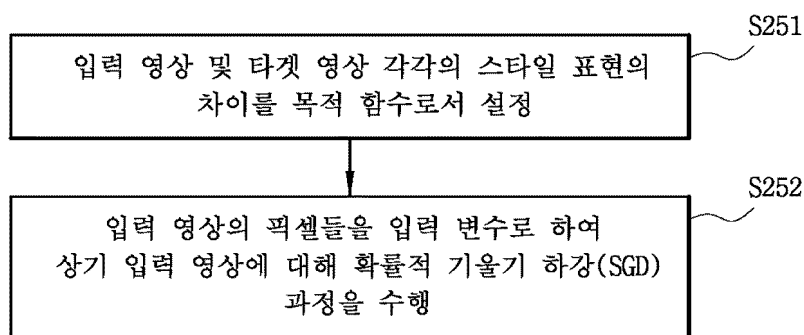 S251
입력 영상 및 타겟 영상 각각의 스타일 표현의
차이를 목적 함수로서 설정
S252
입력 영상의 픽셀들을 입력 변수로 하여
상기 입력 영상에 대해 확률적 기울기 하강(SGD)
과정을 수행